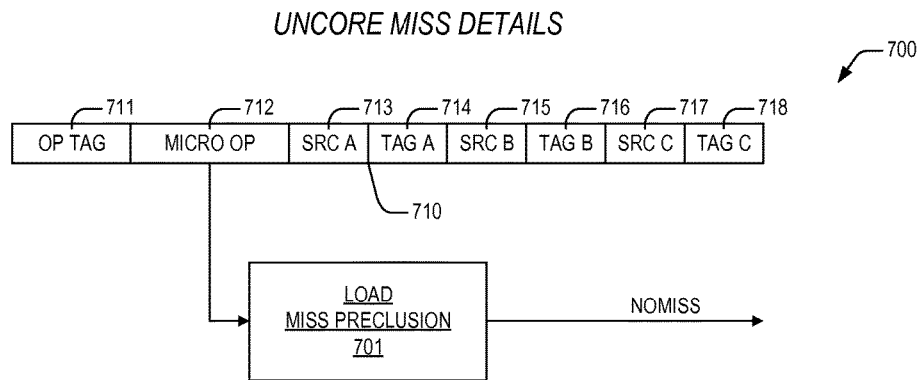 UNCORE MISS DETAILS
700
711 712 713 714 715 716 717 718
OP TAG MICRO OP SRC A TAG A SRC B TAG B SRC C TAG C
710
LOAD
MISS PRECLUSION
701
NOMISS